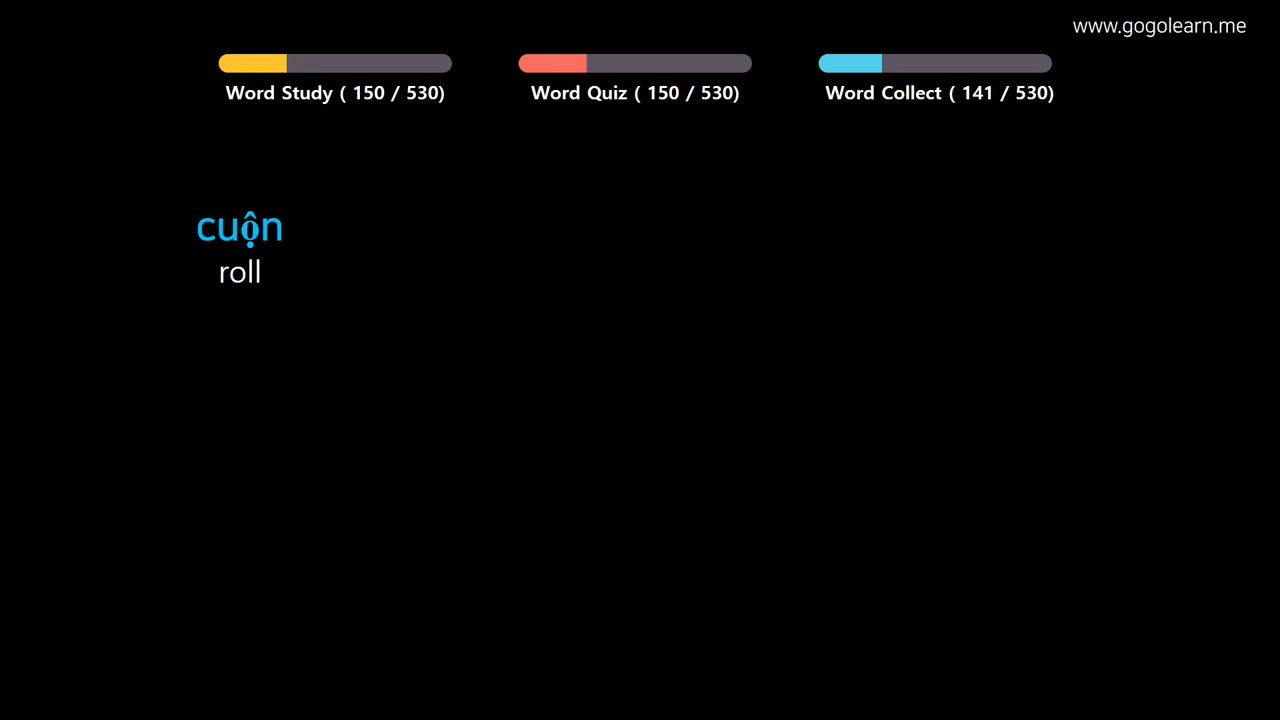 www.gogolearn.me
Word Study ( 150 / 530)
Word Quiz ( 150 / 530)
Word Collect ( 141 / 530)
cuộn
roll